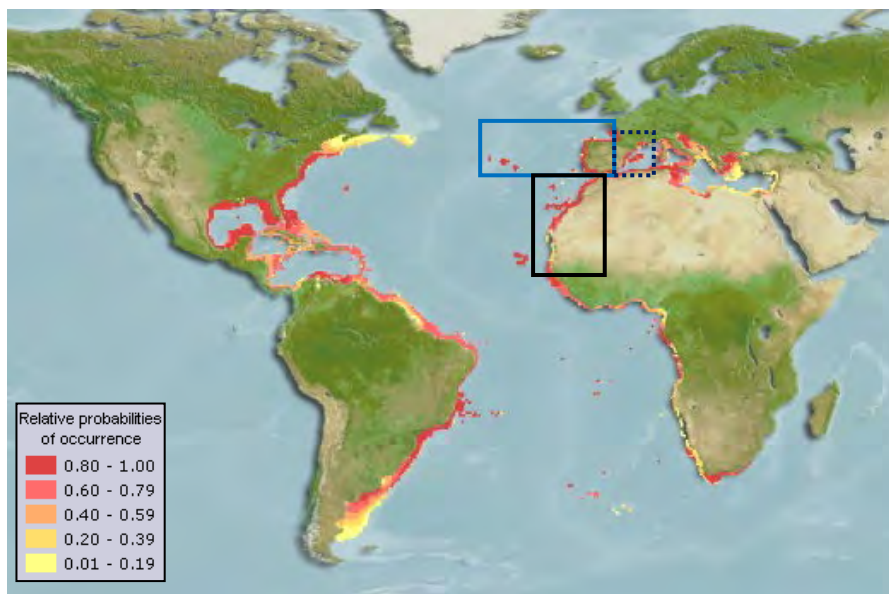 Relative probabilities
of occurrence
0.80 - 1.00
0.60 - 0.79
0.40 - 0.59
0.20 - 0.39
0.01 - 0.19